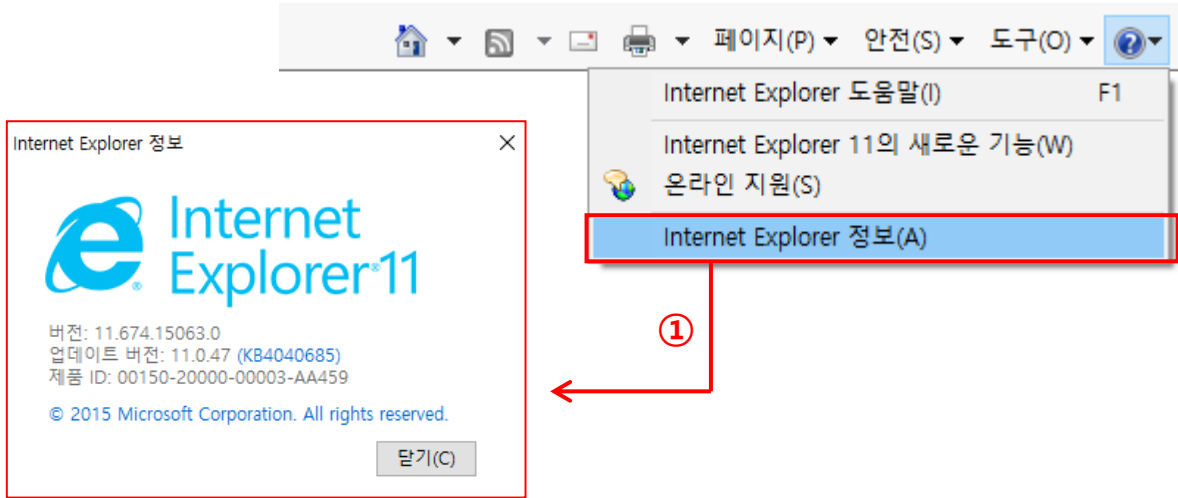 페이지(P) 안전(S) 도구(O)
Internet Explorer 도움말(I) F1
Internet Explorer 11의 새로운 기능(W)
온라인 지원(S)
Internet Explorer 정보(A)
①
Internet Explorer 정보
Internet
Explorer®11
버전: 11.674.15063.0
업데이트 버전: 11.0.47 (KB4040685)
제품 ID: 00150-20000-00003-AA459
© 2015 Microsoft Corporation. All rights reserved.
닫기(C)